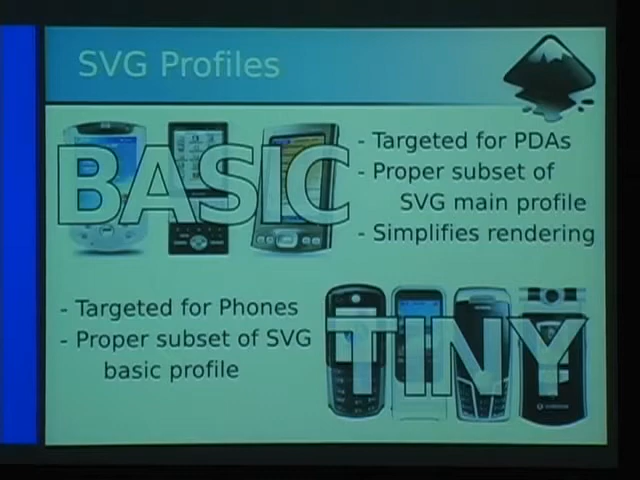 SVG Profiles
BASIC
- Targeted for PDAs
- Proper subset of
SVG main profile
- Simplifies rendering
- Targeted for Phones
- Proper subset of SVG
basic profile
TINY